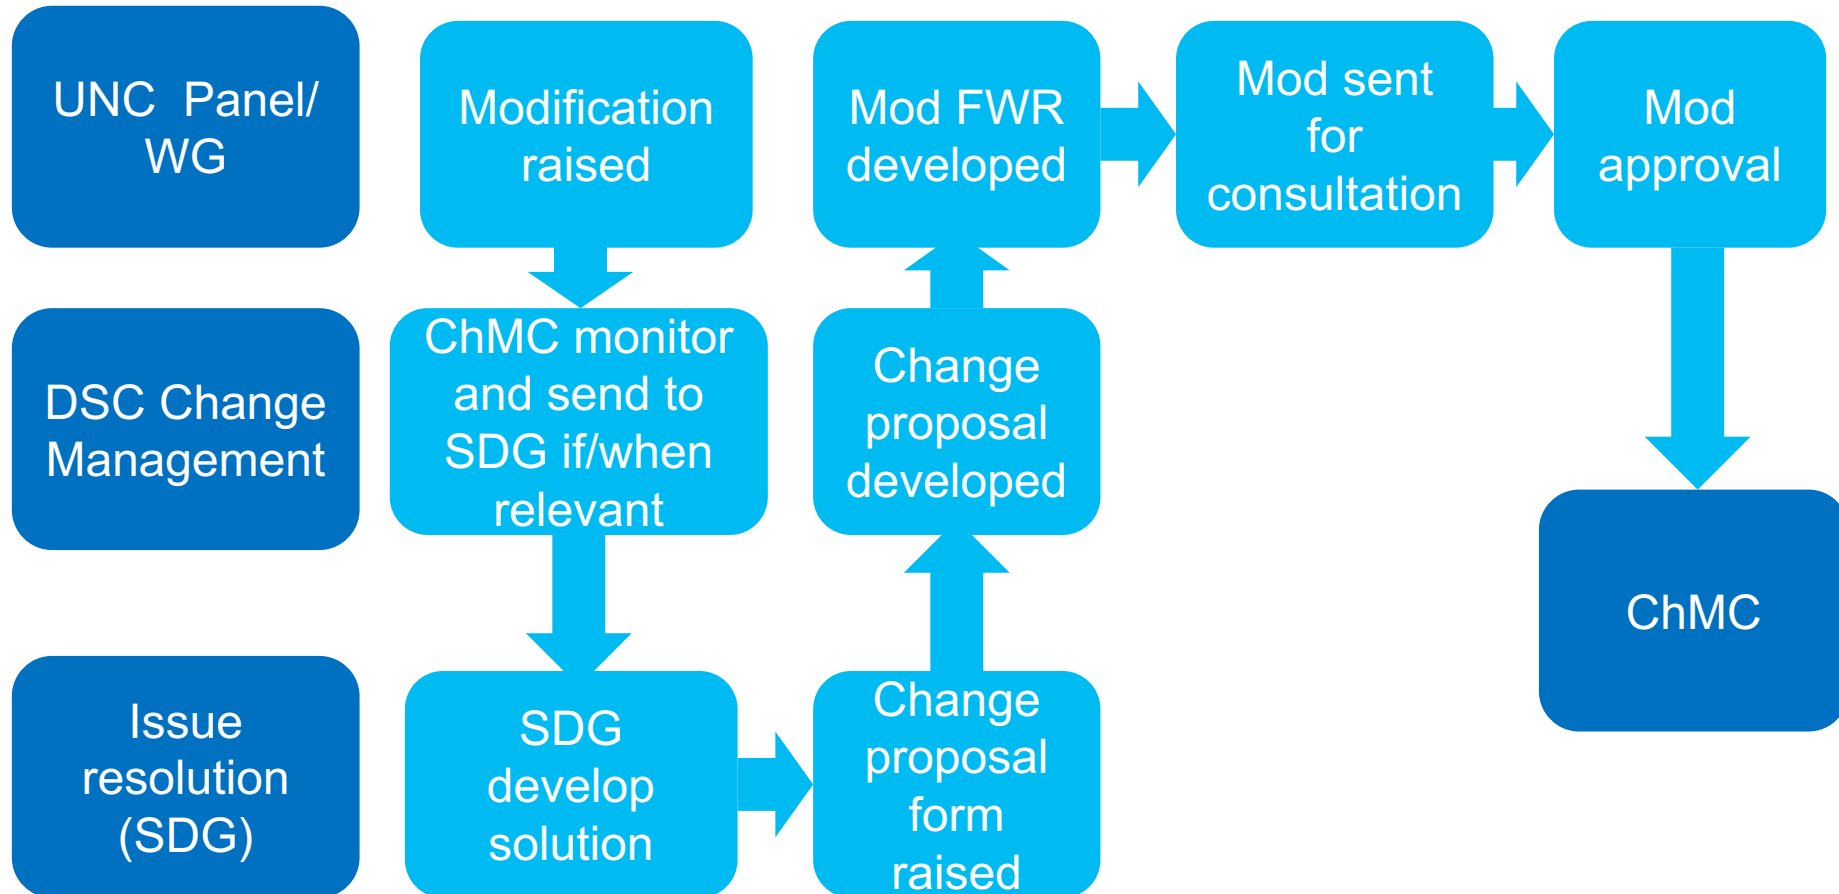 UNC Panel/
WG
Modification
raised
Mod FWR
developed
Mod sent
for
consultation
Mod
approval
DSC Change
Management
ChMC monitor
and send to
SDG if/when
relevant
Change
proposal
developed
ChMC
Issue
resolution
(SDG)
SDG
develop
solution
Change
proposal
form
raised